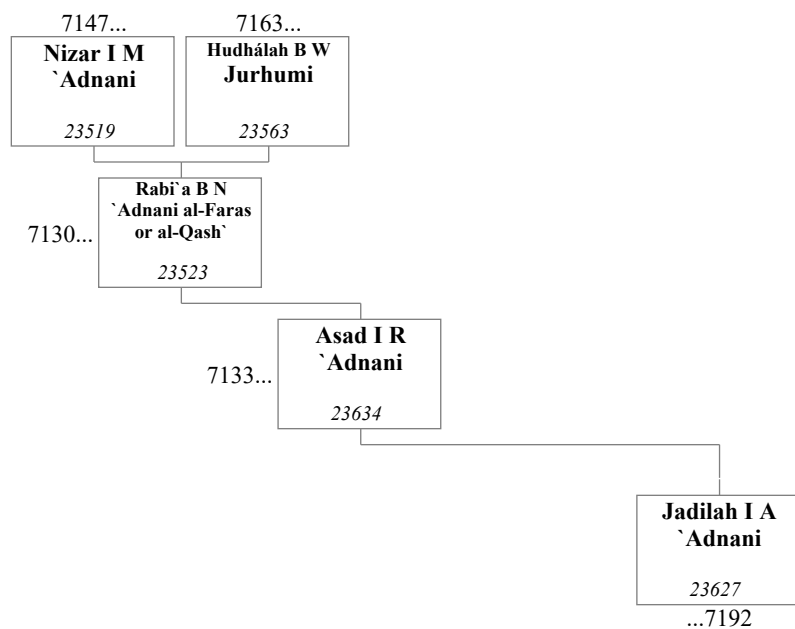 7147...
7163...
Nizar I M
`Adnani
23519
Hudhálah B W
Jurhumi
23563
Rabi`a B N
`Adnani al-Faras
or al-Qash`
23523
7130...
Asad I R
`Adnani
23634
7133...
Jadilah I A
`Adnani
23627
...7192